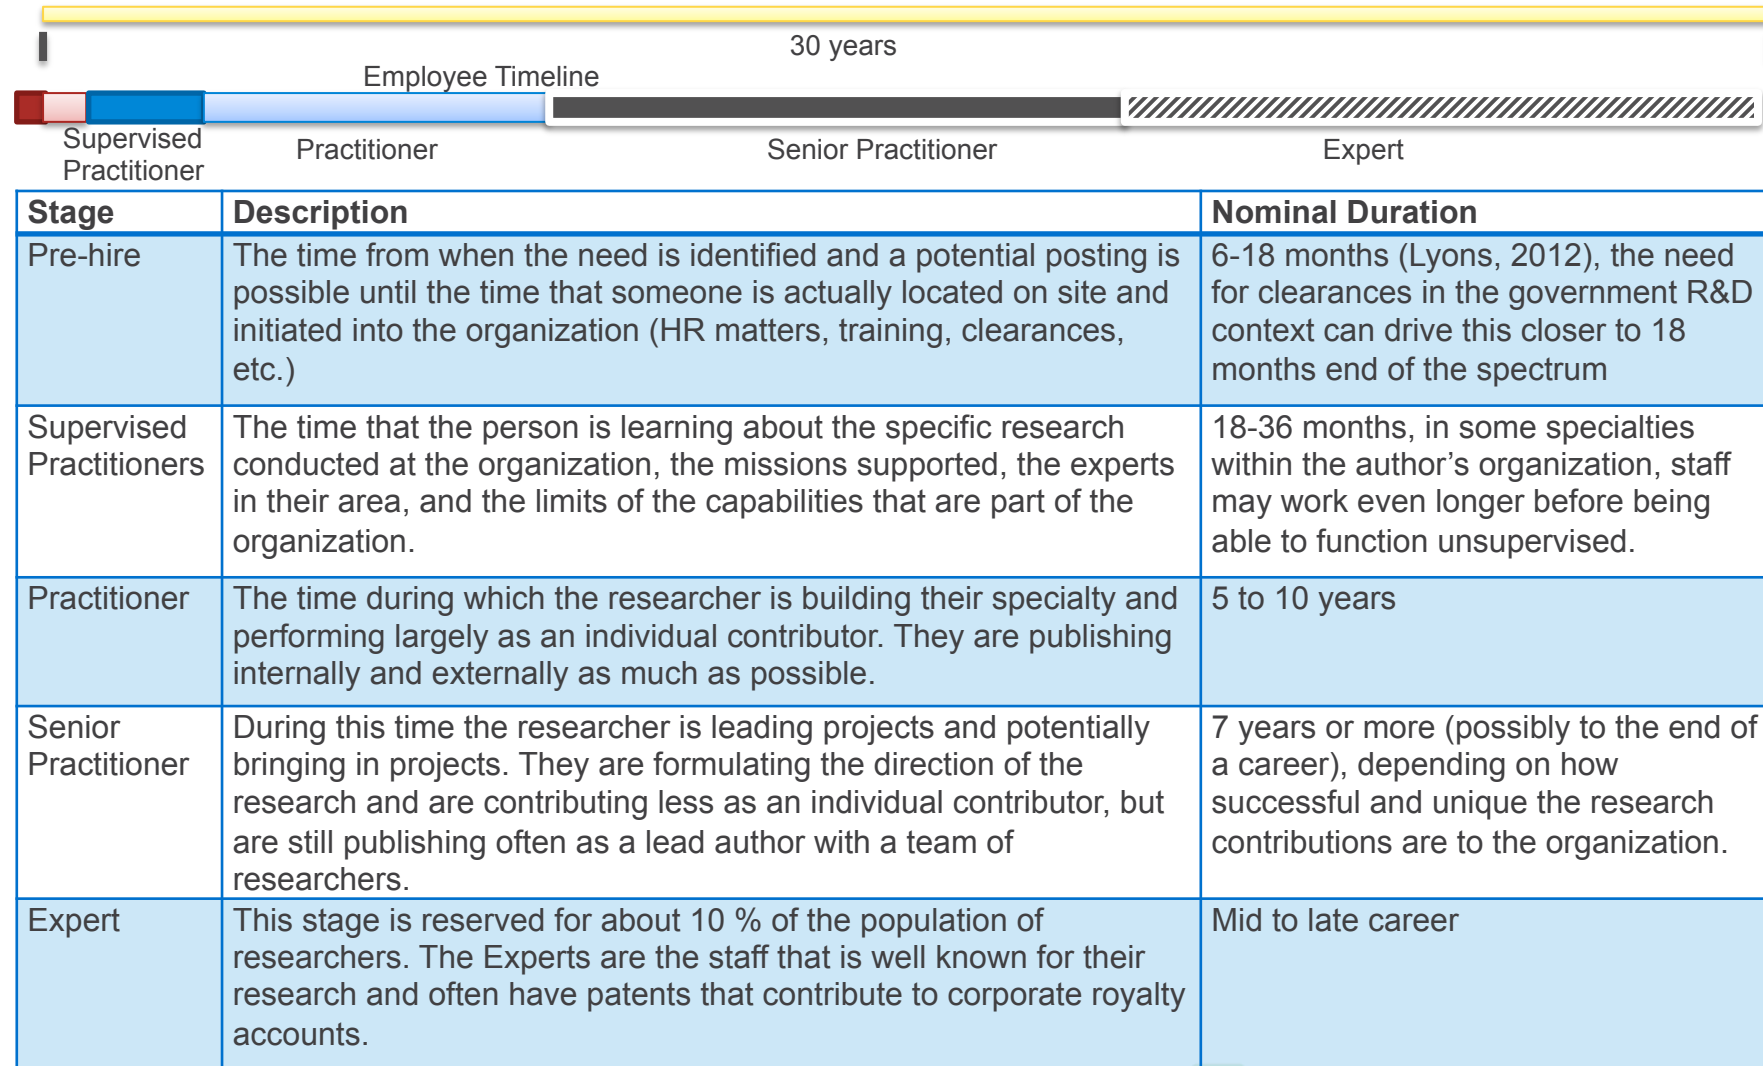 30 years
Employee Timeline
Supervised
Practitioner
Practitioner
Senior Practitioner
Expert
Stage
Description
Nominal Duration
Pre-hire
The time from when the need is identified and a potential posting is
possible until the time that someone is actually located on site and
initiated into the organization (HR matters, training, clearances,
etc.)
6-18 months (Lyons, 2012), the need
for clearances in the government R&D
context can drive this closer to 18
months end of the spectrum
Supervised
Practitioners
The time that the person is learning about the specific research
conducted at the organization, the missions supported, the experts
in their area, and the limits of the capabilities that are part of the
organization.
18-36 months, in some specialties
within the author’s organization, staff
may work even longer before being
able to function unsupervised.
Practitioner
The time during which the researcher is building their specialty and
performing largely as an individual contributor. They are publishing
internally and externally as much as possible.
5 to 10 years
Senior
Practitioner
During this time the researcher is leading projects and potentially
bringing in projects. They are formulating the direction of the
research and are contributing less as an individual contributor, but
are still publishing often as a lead author with a team of
researchers.
7 years or more (possibly to the end of
a career), depending on how
successful and unique the research
contributions are to the organization.
Expert
This stage is reserved for about 10 % of the population of
researchers. The Experts are the staff that is well known for their
research and often have patents that contribute to corporate royalty
accounts.
Mid to late career